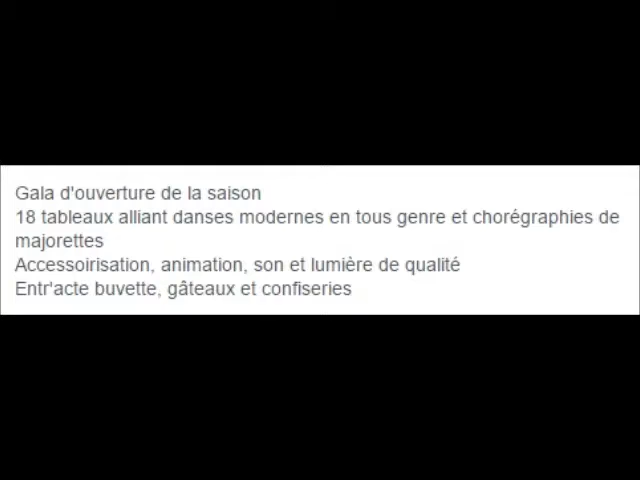 Gala d'ouverture de la saison
18 tableaux alliant danses modernes en tous genre et chorégraphies de
majorettes
Accessoirisation, animation, son et lumière de qualité
Entr'acte buvette, gâteaux et confiseries